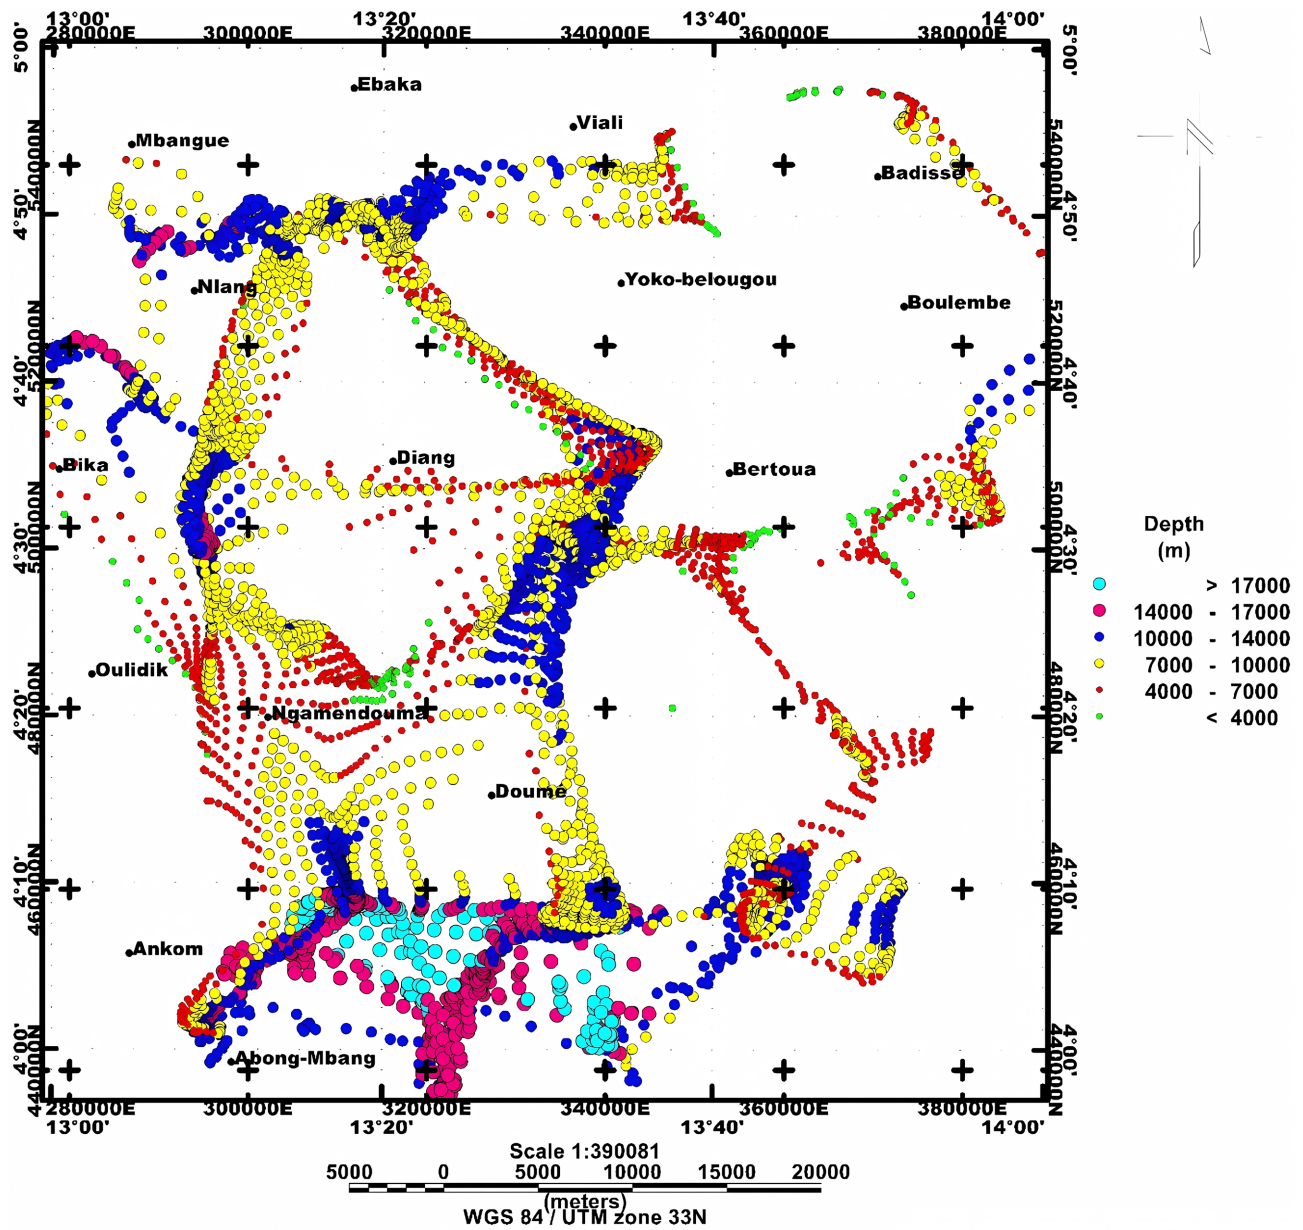 13°00' 13°20' 13°40' 14°00'
280000E 300000E 320000E 340000E 360000E 380000E
5°00' 5°00'
Ebaka
Viali
Mbangue
540000N 540000N
Badisse
4°50' 4°50'
Yoko-belougou
Nlang
Boulembe
520000N 520000N
4°40' 4°40'
Diang
Bika
Bertoua
500000N 500000N
4°30' 4°30'
Depth
(m)
> 17000
14000 - 17000
10000 - 14000
7000 - 10000
4000 - 7000
< 4000
Oulidik
480000N 480000N
4°20' 4°20'
Ngamendouma
Doumé
4°10' 4°10'
460000N 460000N
Ankom
4°00' 4°00'
Abong-Mbang
440000N 440000N
280000E 300000E 320000E 340000E 360000E 380000E
13°00' 13°20' 13°40' 14°00'
Scale 1:390081
5000 0 5000 10000 15000 20000
(meters)
WGS 84 / UTM zone 33N